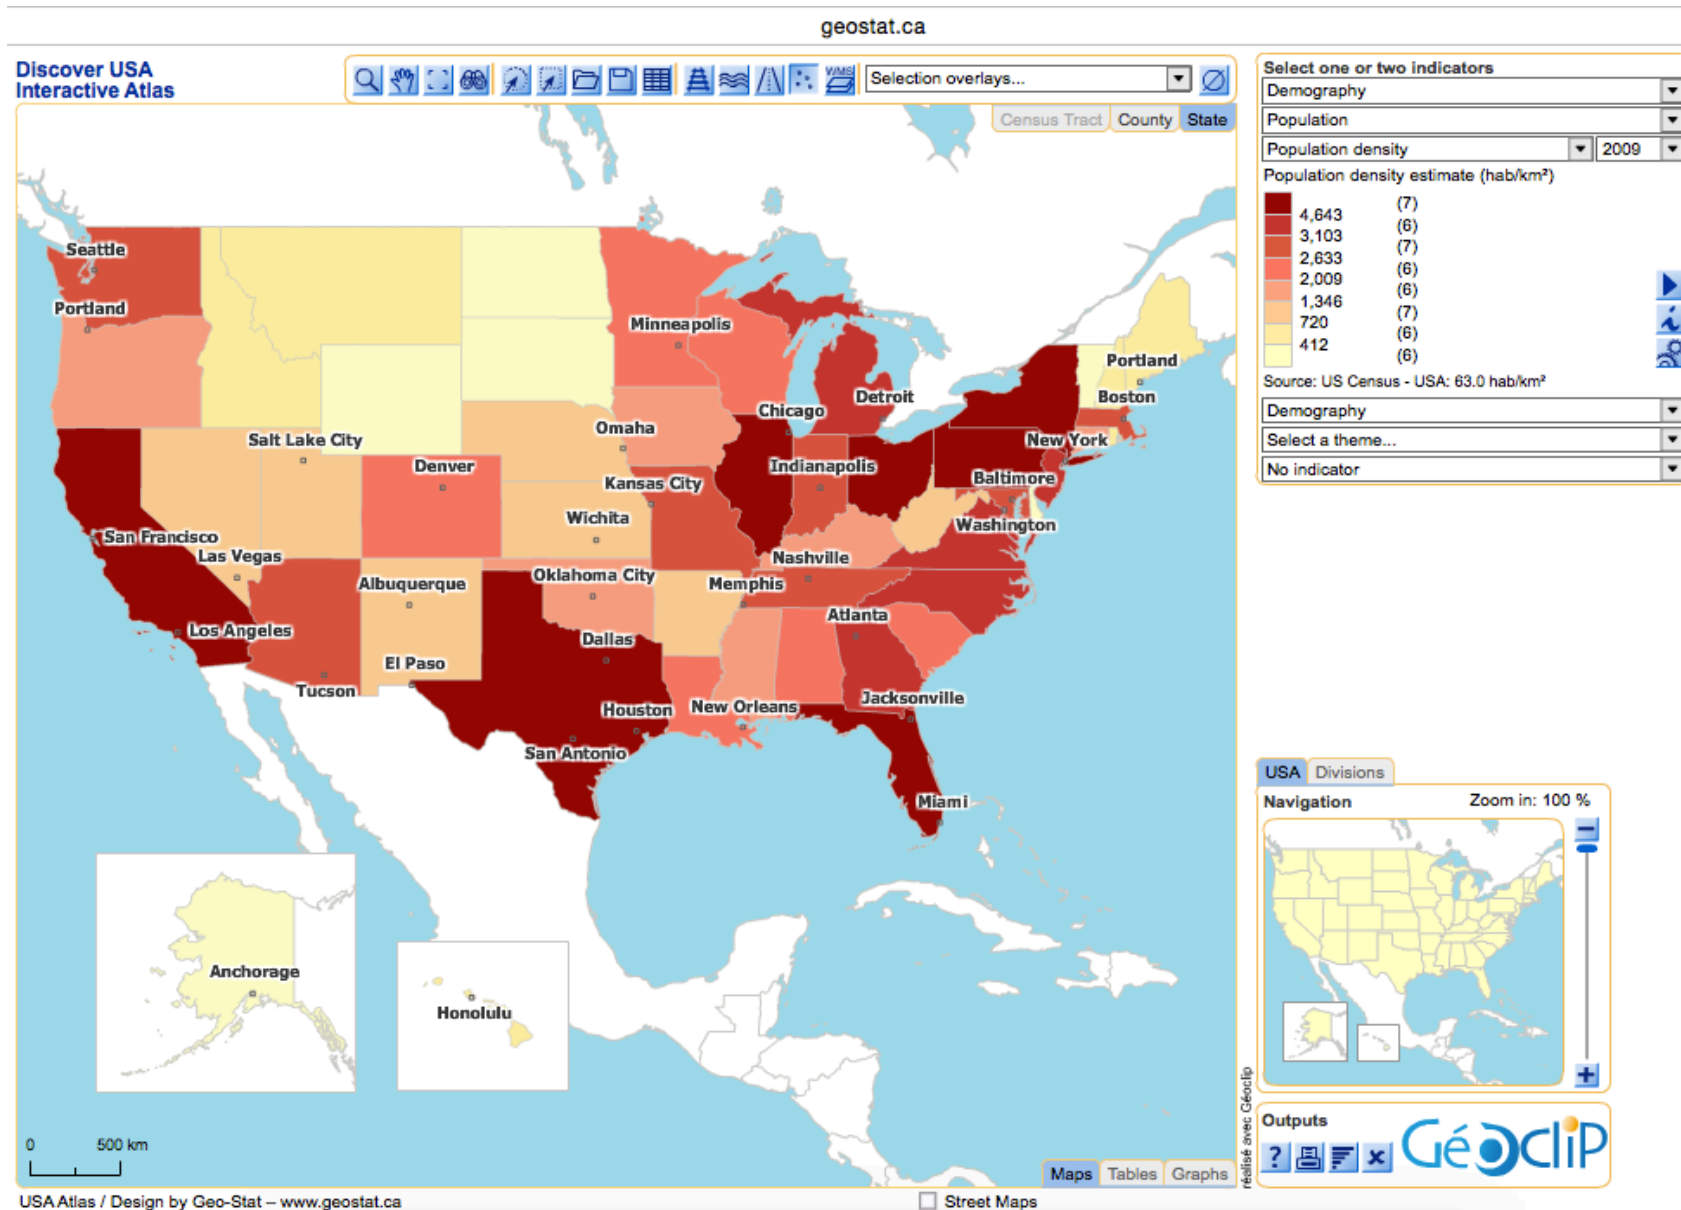 geostat.ca
Discover USA
Interactive Atlas
WMS
Selection overlays...
Census Tract County State
Seattle
Portland
Minneapolis
Portland
Boston
Detroit
Chicago
Omaha
Salt Lake City
New York
Denver
Indianapolis
Kansas City
Baltimore
Wichita
Washington
San Francisco
Las Vegas
Nashville
Oklahoma City
Albuquerque
Memphis
Atlanta
Los Angeles
Dallas
El Paso
Tucson
Jacksonville
Houston
New Orleans
San Antonio
Miami
Anchorage
Honolulu
0 500 km
Maps Tables Graphs
réalisé avec Géoclip
USA Atlas / Design by Geo-Stat – www.geostat.ca
Street Maps
Select one or two indicators
Demography
Population
Population density 2009
Population density estimate (hab/km²)
(7)
4,643
(6)
3,103
(7)
2,633
(6)
2,009
(6)
1,346
(7)
720
(6)
412
(6)
Source: US Census - USA: 63.0 hab/km²
Demography
Select a theme...
No indicator
USA Divisions
Navigation Zoom in: 100 %
Outputs
GéoclIP